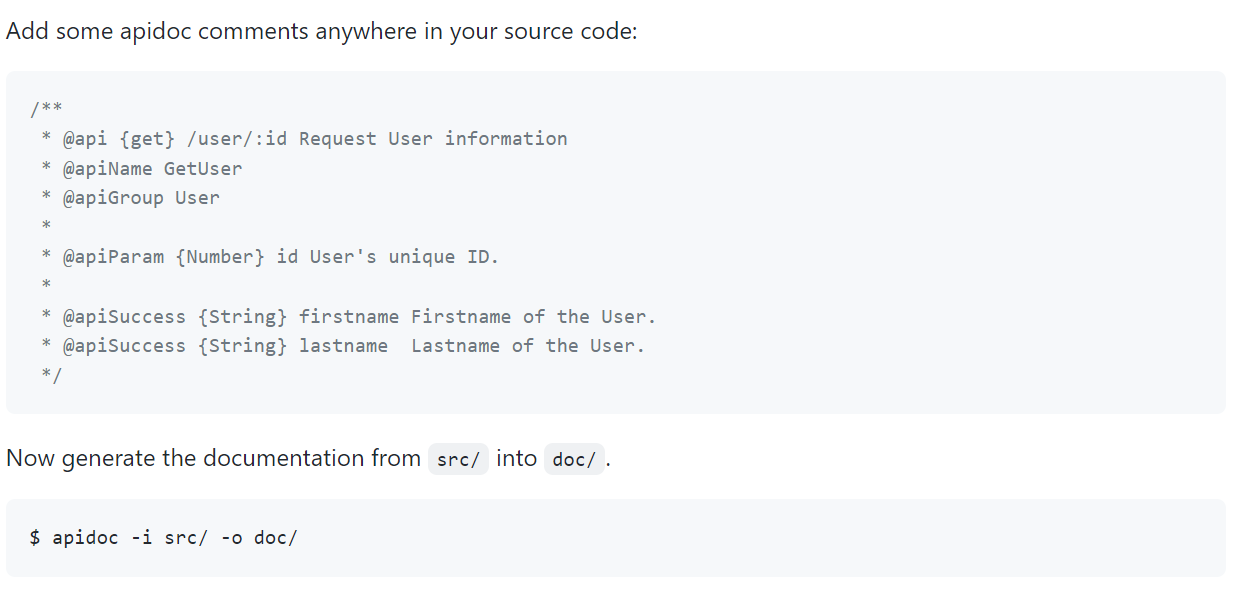 Add some apidoc comments anywhere in your source code:
/**
 * @api {get} /user/:id Request User information
 * @apiName GetUser
 * @apiGroup User
 *
 * @apiParam {Number} id User's unique ID.
 *
 * @apiSuccess {String} firstname Firstname of the User.
 * @apiSuccess {String} lastname  Lastname of the User.
 */
Now generate the documentation from src/ into doc/.
$ apidoc -i src/ -o doc/